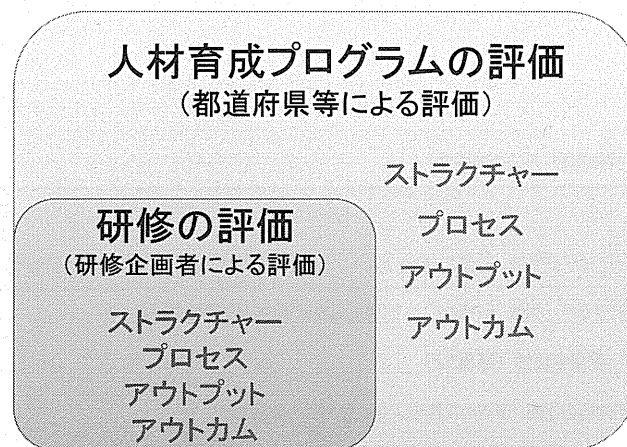 人材育成プログラムの評価
（都道府県等による評価）
ストラクチャー
プロセス
アウトプット
アウトカム
研修の評価
（研修企画者による評価）
ストラクチャー
プロセス
アウトプット
アウトカム